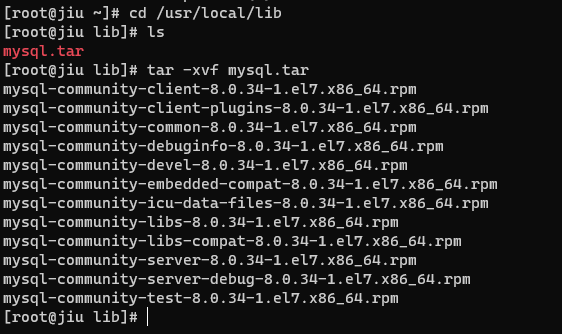 [root@jiu ~]# cd /usr/local/lib
[root@jiu lib]# ls
mysql.tar
[root@jiu lib]# tar -xvf mysql.tar
mysql-community-client-8.0.34-1.el7.x86_64.rpm
mysql-community-client-plugins-8.0.34-1.el7.x86_64.rpm
mysql-community-common-8.0.34-1.el7.x86_64.rpm
mysql-community-debuginfo-8.0.34-1.el7.x86_64.rpm
mysql-community-devel-8.0.34-1.el7.x86_64.rpm
mysql-community-embedded-compat-8.0.34-1.el7.x86_64.rpm
mysql-community-icu-data-files-8.0.34-1.el7.x86_64.rpm
mysql-community-libs-8.0.34-1.el7.x86_64.rpm
mysql-community-libs-compat-8.0.34-1.el7.x86_64.rpm
mysql-community-server-8.0.34-1.el7.x86_64.rpm
mysql-community-server-debug-8.0.34-1.el7.x86_64.rpm
mysql-community-test-8.0.34-1.el7.x86_64.rpm
[root@jiu lib]#